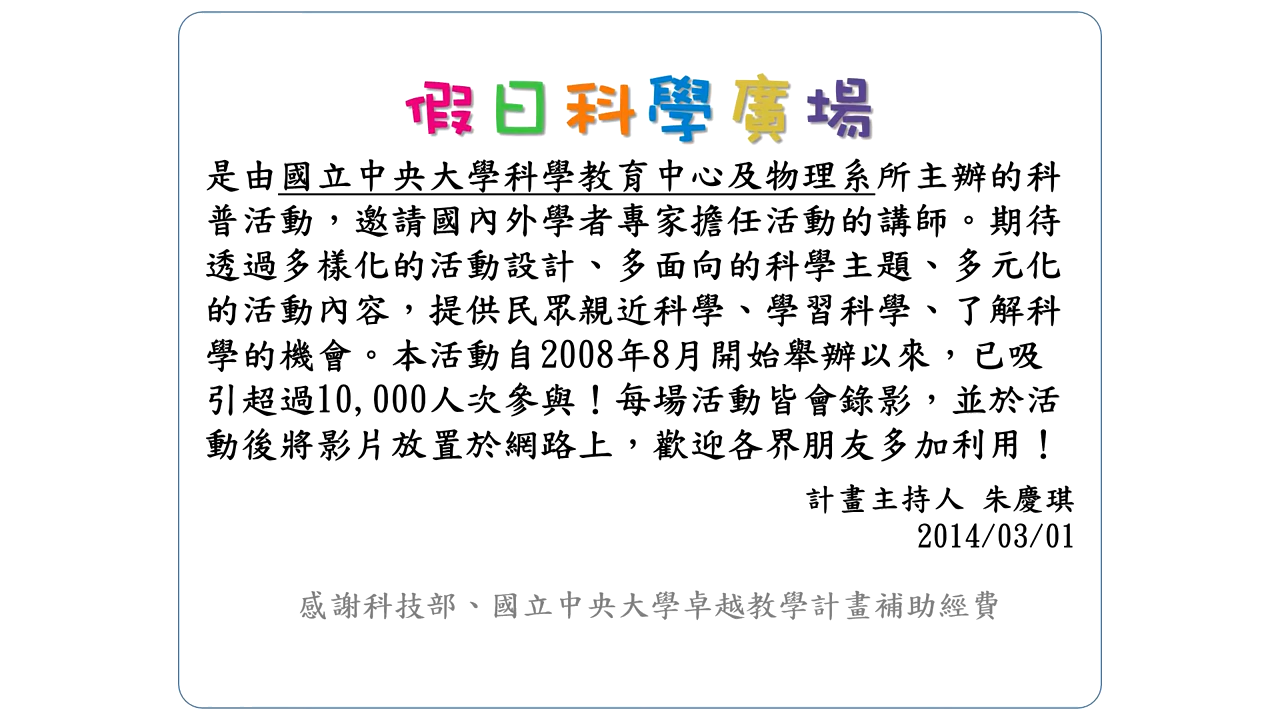 假日科學廣場
是由國立中央大學科學教育中心及物理系所主辦的科
普活動，邀請國內外學者專家擔任活動的講師。期待
透過多樣化的活動設計、多面向的科學主題、多元化
的活動內容，提供民眾親近科學、學習科學、了解科
學的機會。本活動自2008年8月開始舉辦以來，已吸
引超過10,000人次參與！每場活動皆會錄影，並於活
動後將影片放置於網路上，歡迎各界朋友多加利用！
計畫主持人 朱慶琪
2014/03/01
感謝科技部、國立中央大學卓越教學計畫補助經費